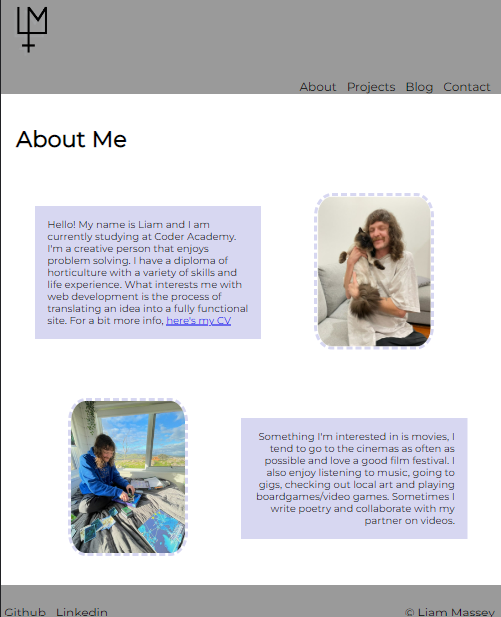 LM
About Projects Blog Contact
About Me
Hello! My name is Liam and I am
currently studying at Coder Academy.
I'm a creative person that enjoys
problem solving. I have a diploma of
horticulture with a variety of skills and
life experience. What interests me with
web development is the process of
translating an idea into a fully functional
site. For a bit more info, here's my CV
Something I'm interested in is movies, I
tend to go to the cinemas as often as
possible and love a good film festival. I
also enjoy listening to music, going to
gigs, checking out local art and playing
boardgames/video games. Sometimes I
write poetry and collaborate with my
partner on videos.
Github Linkedin © Liam Massey